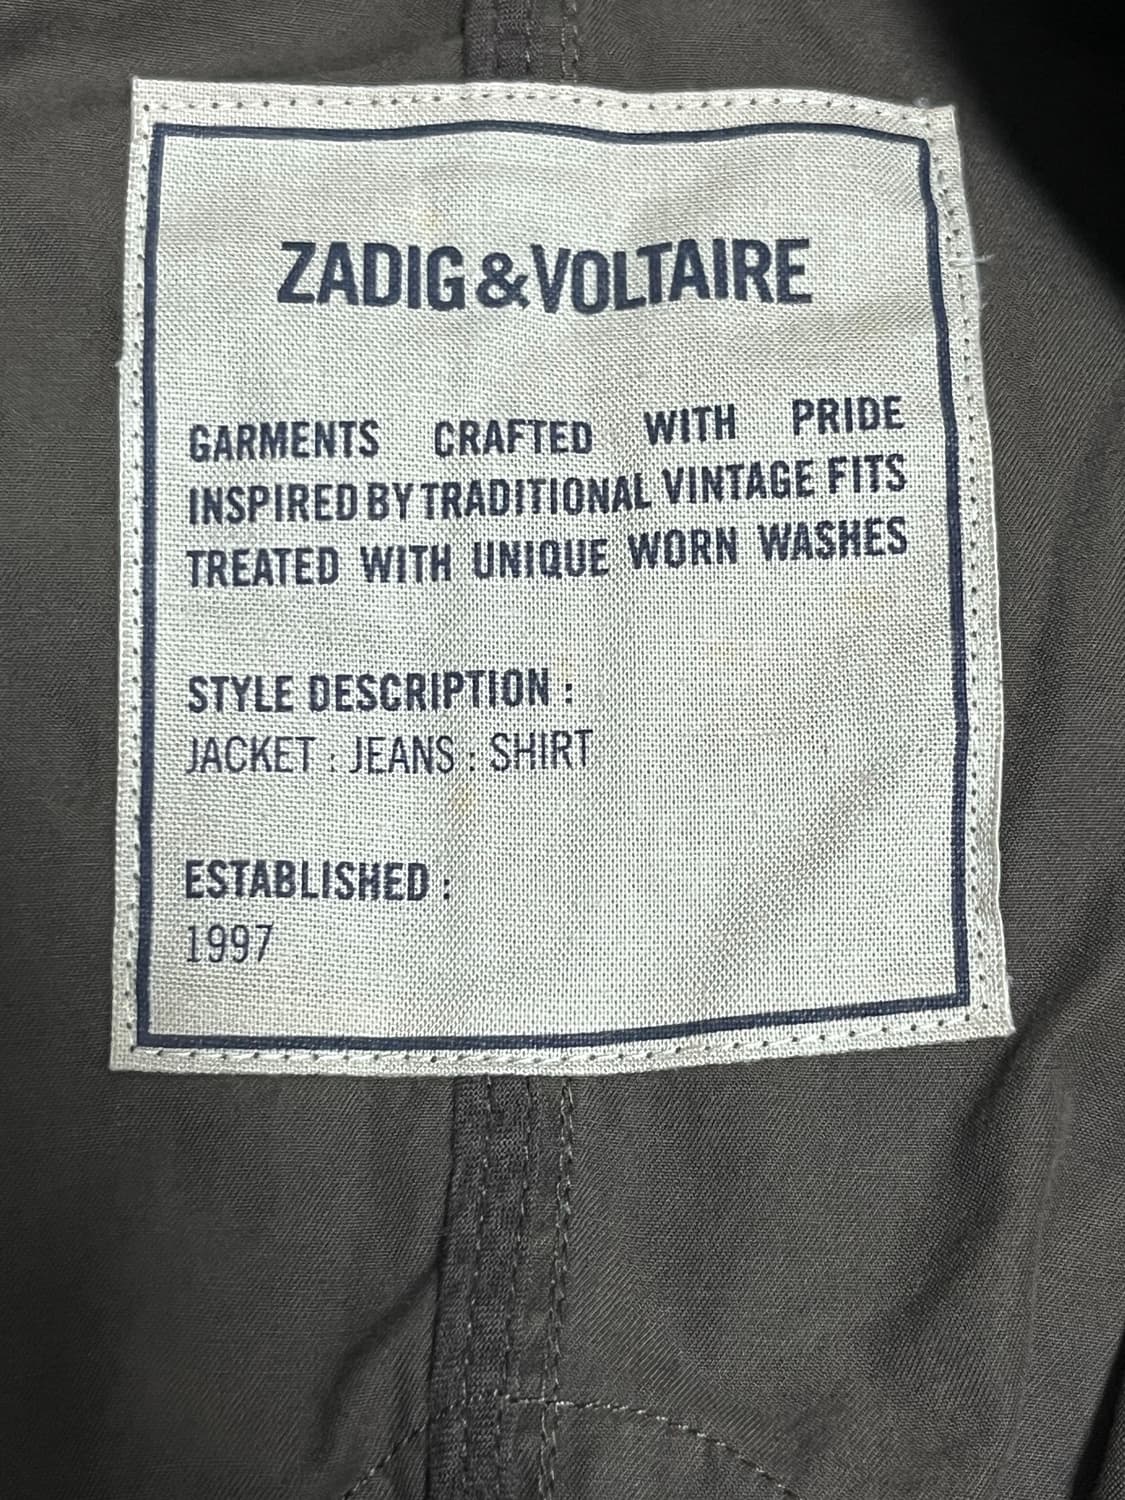 ZADIG&VOLTAIRE
GARMENTS CRAFTED WITH PRIDE
INSPIRED BY TRADITIONAL VINTAGE FITS
TREATED WITH UNIQUE WORN WASHES
STYLE DESCRIPTION :
JACKET : JEANS : SHIRT
ESTABLISHED :
1997